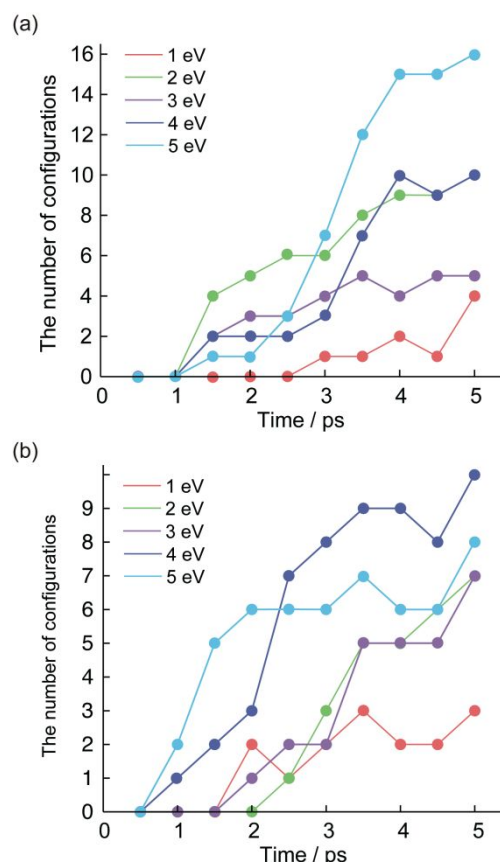 (a)
1 eV
2 eV
3 eV
4 eV
5 eV
The number of configurations
16
14
12
10
8
6
4
2
0
0 1 2 3 4 5
Time / ps
(b)
1 eV
2 eV
3 eV
4 eV
5 eV
The number of configurations
9
8
7
6
5
4
3
2
1
0
0 1 2 3 4 5
Time / ps